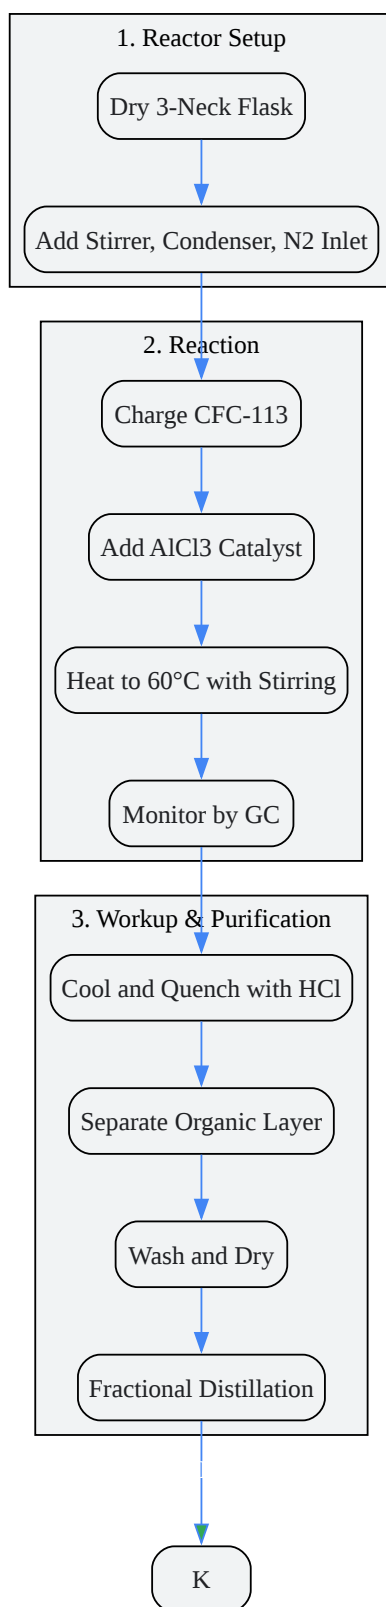 1. Reactor Setup
Dry 3-Neck Flask
Add Stirrer, Condenser, N2 Inlet
2. Reaction
Charge CFC-113
Add AlCl3 Catalyst
Heat to 60°C with Stirring
Monitor by GC
3. Workup & Purification
Cool and Quench with HCl
Separate Organic Layer
Wash and Dry
Fractional Distillation
K